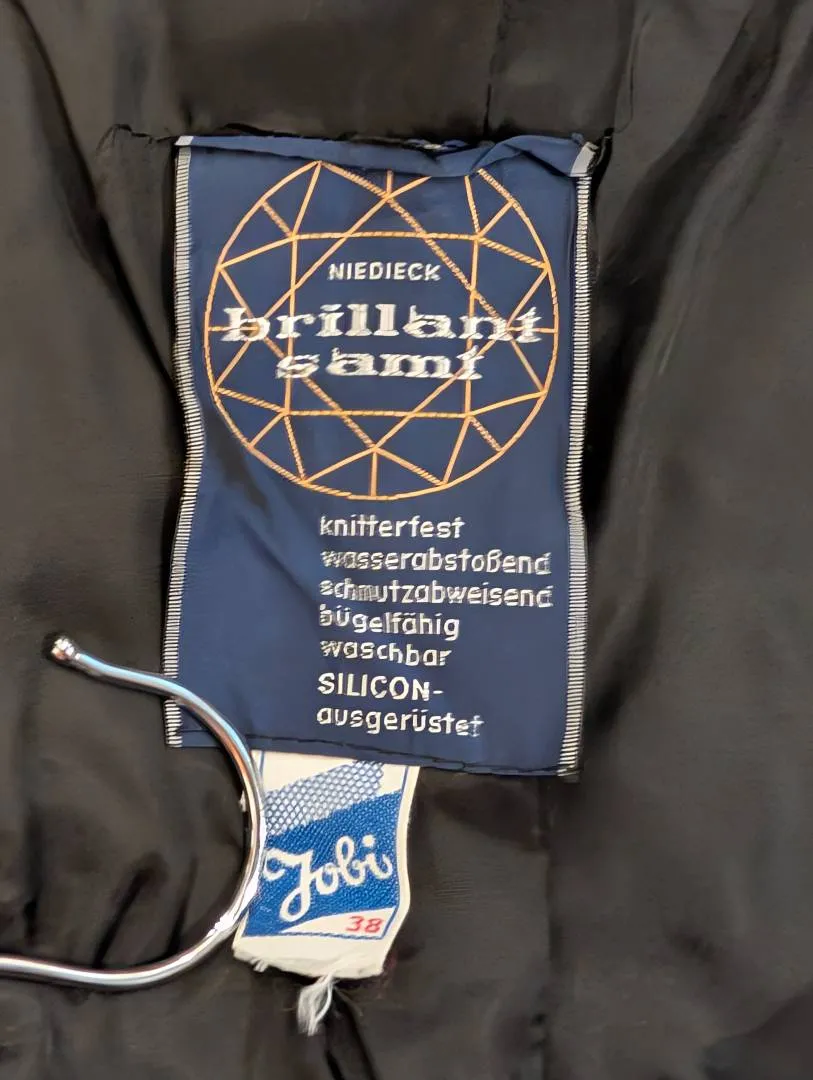 NIEDIECK
brillant
samt
knitterfest
wasserabstoßend
schmutzabweisend
bügelfähig
waschbar
SILICON-
ausgerüstet
Jobi
38